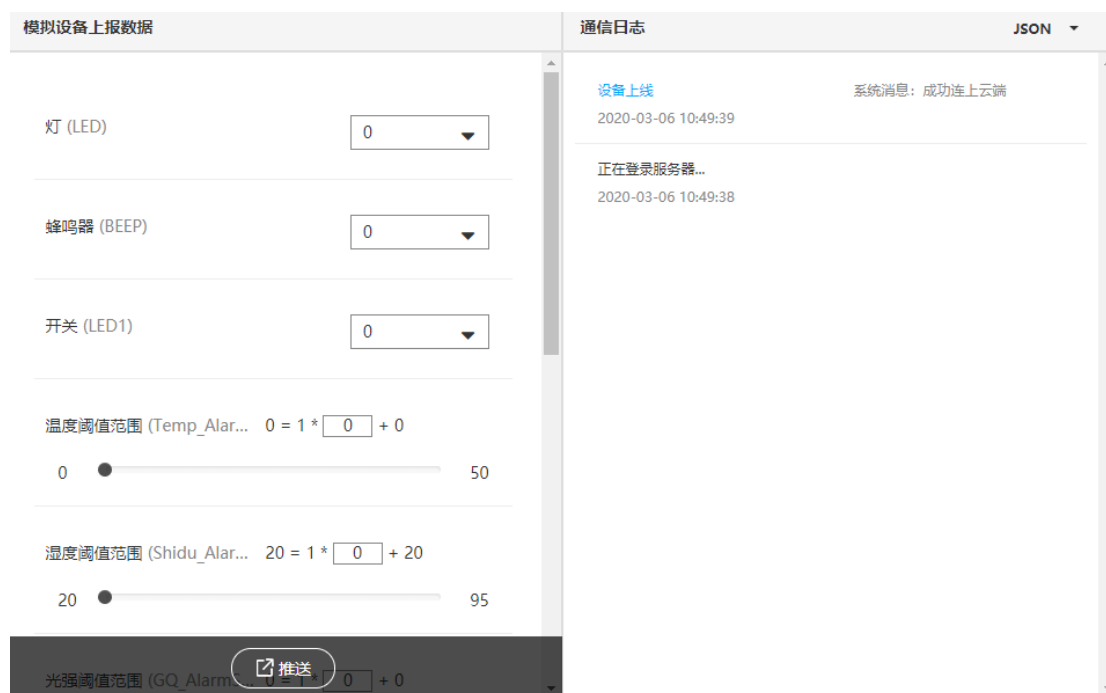 模拟设备上报数据
灯 (LED)
0
蜂鸣器 (BEEP)
0
开关 (LED1)
0
温度阈值范围 (Temp_Alar... 0 = 1 * 0 + 0
0 50
湿度阈值范围 (Shidu_Alar... 20 = 1 * 0 + 20
20 95
光强阈值范围 (GQ_Alarm... 0 = 1 * 0 + 0
推送
通信日志 JSON
设备上线 系统消息：成功连上云端
2020-03-06 10:49:39
正在登录服务器...
2020-03-06 10:49:38